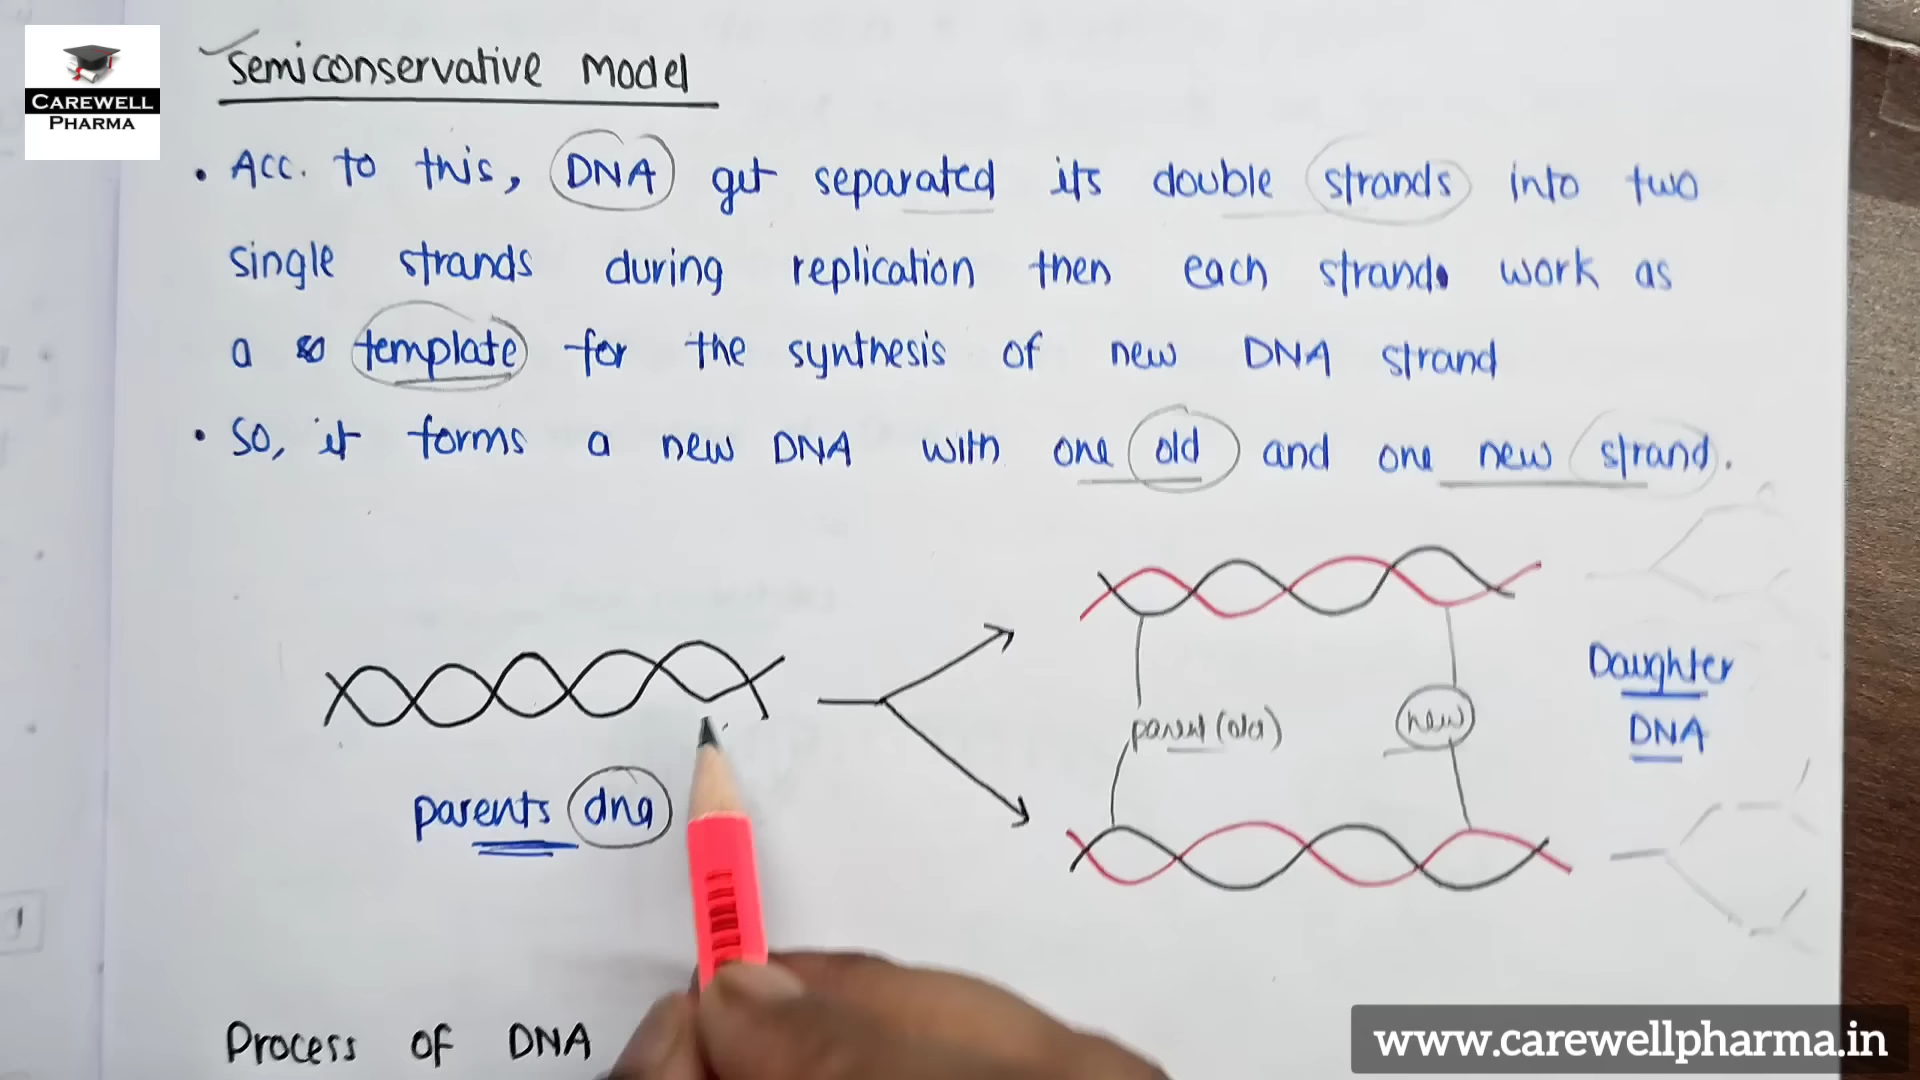 CAREWELL
PHARMA
Semiconservative Model
• Acc. to this, DNA get separated its double strands into two
single strands during replication then each strand work as
a template for the synthesis of new DNA strand
• So, it forms a new DNA with one old and one new strand.
parents dna
parent (old)
new
Daughter
DNA
Process of DNA
www.carewellpharma.in